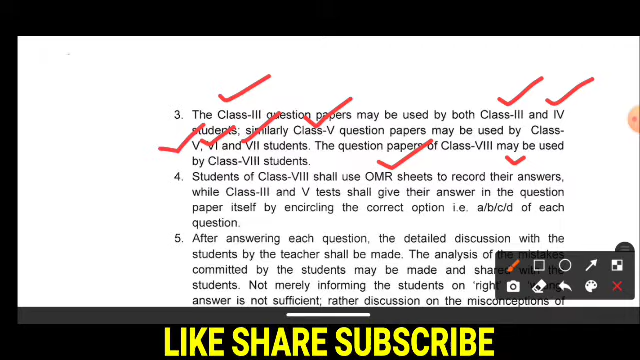 3. The Class-III question papers may be used by both Class-III and IV
students; similarly Class-V question papers may be used by Class-
V, VI and VII students. The question papers of Class-VIII may be used
by Class-VIII students.
4. Students of Class-VIII shall use OMR sheets to record their answers,
while Class-III and V tests shall give their answer in the question
paper itself by encircling the correct option i.e. a/b/c/d of each
question.
5. After answering each question, the detailed discussion with the
students by the teacher shall be made. The analysis of the mistakes
committed by the students may be made and shared with the
students. Not merely informing the students on 'right'
answer is not sufficient; rather discussion on the misconceptions of
LIKE SHARE SUBSCRIBE